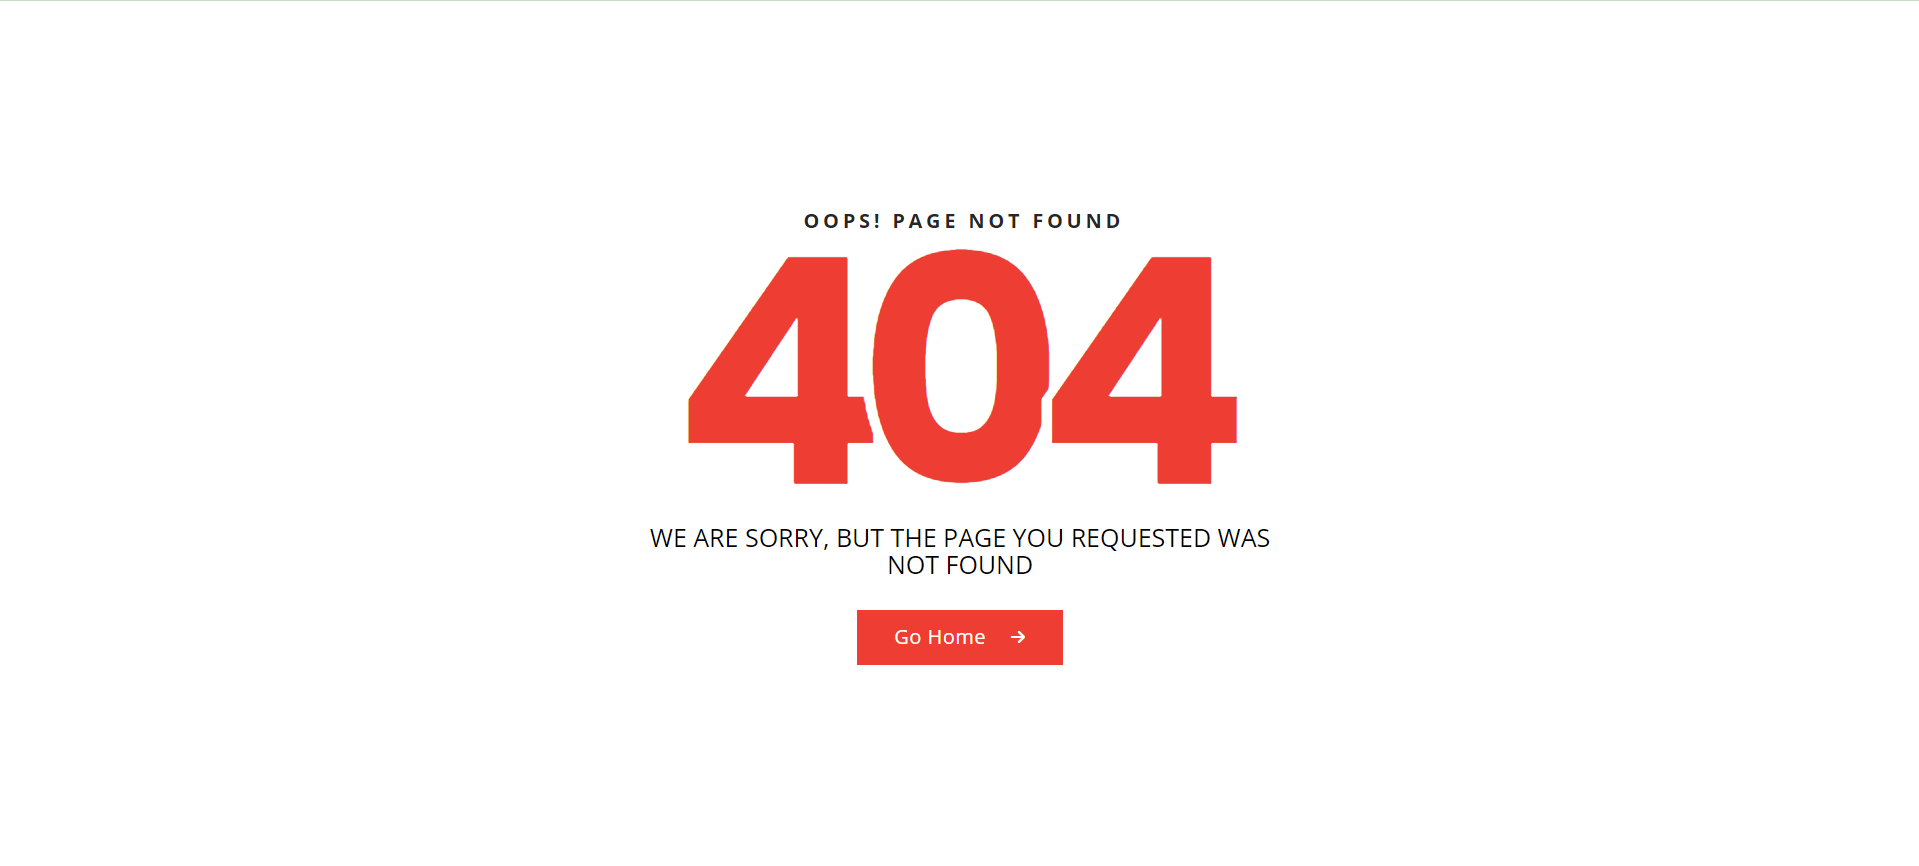 OOPS! PAGE NOT FOUND
404
WE ARE SORRY, BUT THE PAGE YOU REQUESTED WAS
NOT FOUND
Go Home